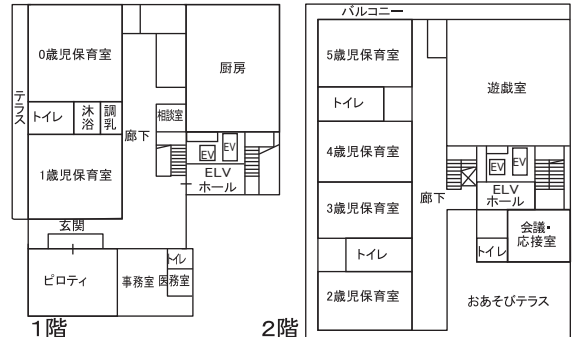 0歳児保育室
厨房
テラス
トイレ
沐浴
調乳
相談室
廊下
EV
EV
ELV
ホール
1歳児保育室
玄関
ピロティ
事務室
医務室
トイレ
1階
バルコニー
5歳児保育室
遊戯室
トイレ
4歳児保育室
EV
EV
ELV
ホール
3歳児保育室
廊下
トイレ
トイレ
会議・
応接室
2歳児保育室
おあそびテラス
2階